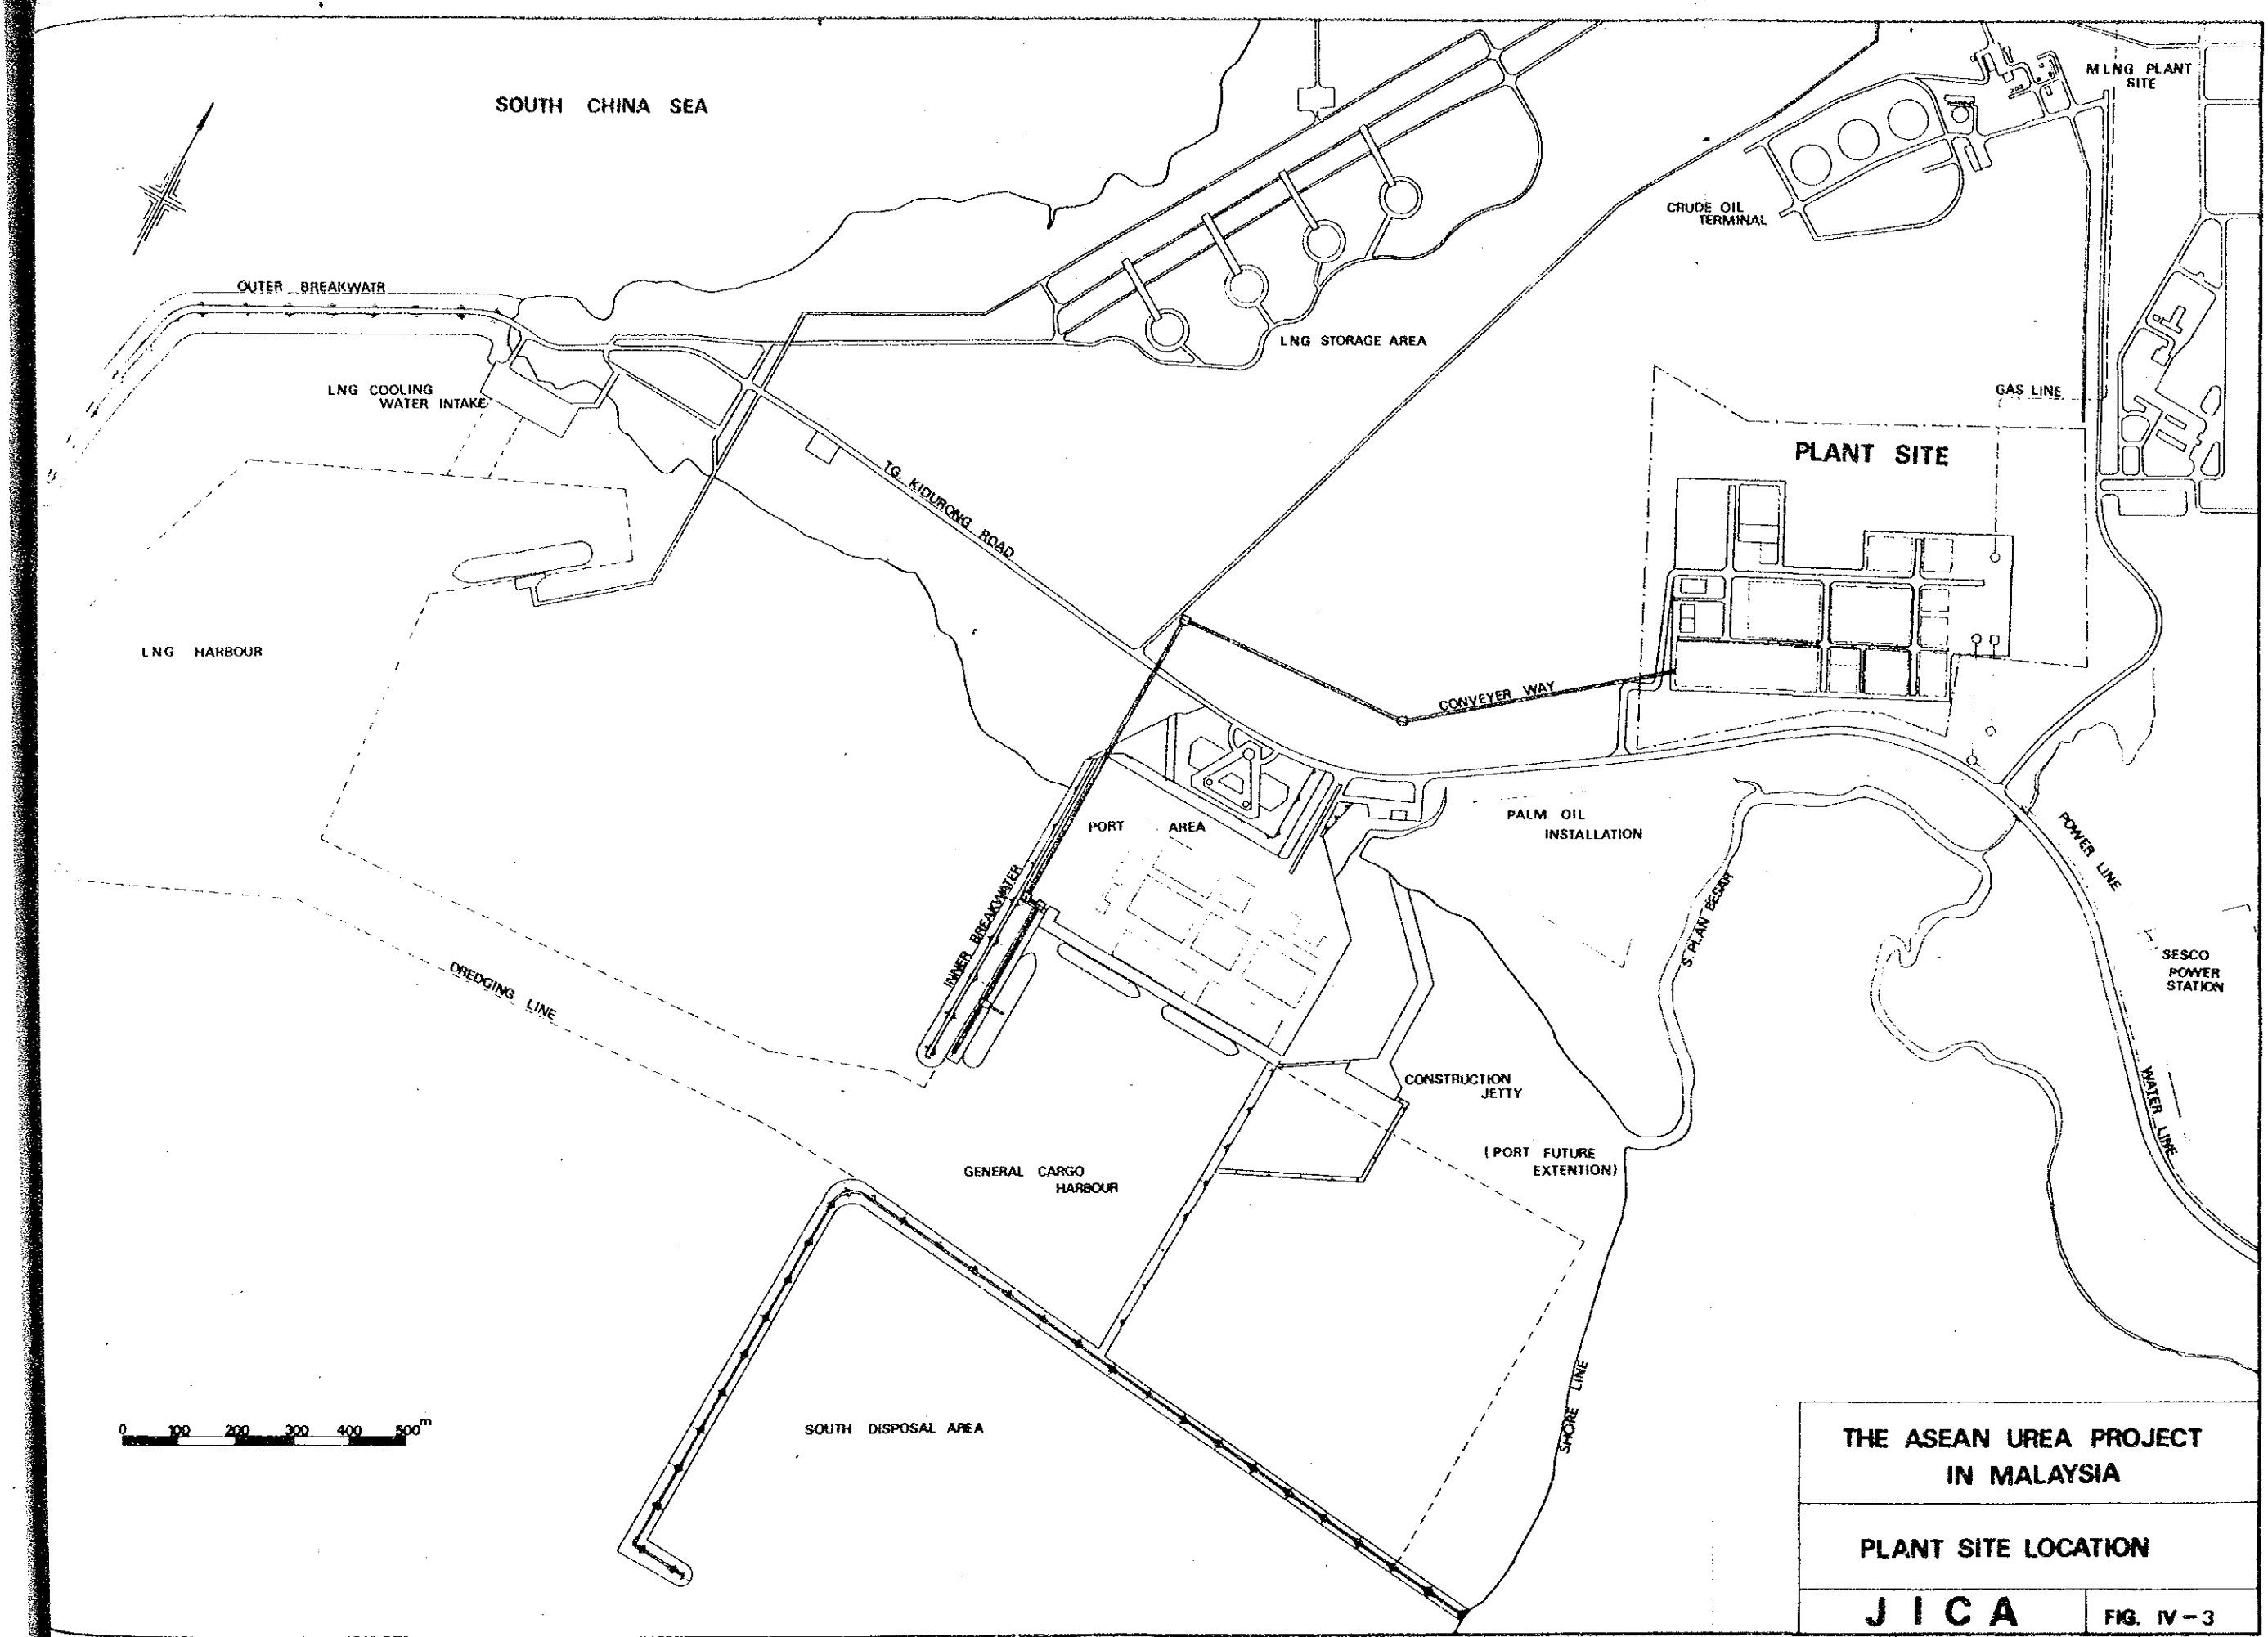 SOUTH CHINA SEA
MLNG PLANT
SITE
CRUDE OIL
TERMINAL
OUTER BREAKWATR
LNG STORAGE AREA
LNG COOLING
WATER INTAKE
GAS LINE
PLANT SITE
TG. KIDURONG ROAD
LNG HARBOUR
CONVEYER WAY
PORT AREA
PALM OIL
INSTALLATION
POWER LINE
INNER BREAKWATER
S. PLAN BESAR
SESCO
POWER
STATION
DREDGING LINE
CONSTRUCTION
JETTY
WATER LINE
(PORT FUTURE
EXTENTION)
GENERAL CARGO
HARBOUR
SHORE LINE
SOUTH DISPOSAL AREA
0 100 200 300 400 500m
THE ASEAN UREA PROJECT
IN MALAYSIA
PLANT SITE LOCATION
JICA
FIG. IV-3